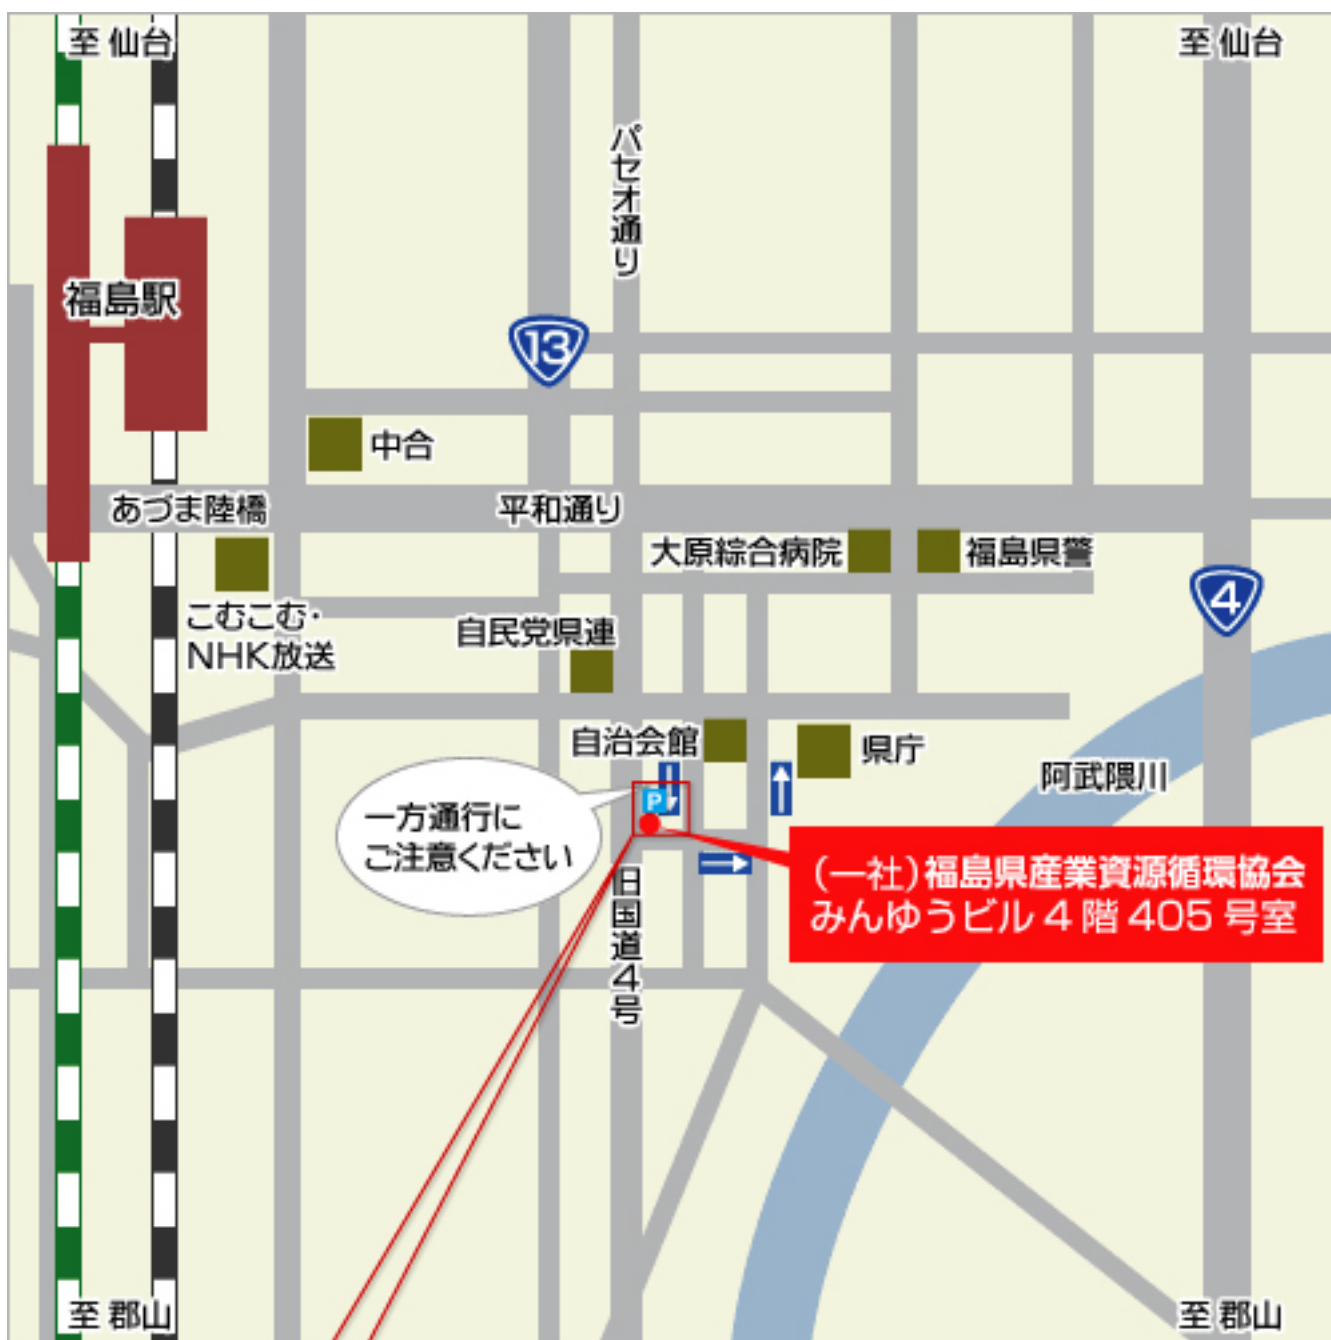 至 仙台
至 仙台
パセオ通り
福島駅
13
中合
あづま陸橋
平和通り
大原綜合病院
福島県警
4
こむこむ・
NHK放送
自民党県連
自治会館
県庁
阿武隈川
P
一方通行に
ご注意ください
(一社)福島県産業資源循環協会
みんゆうビル 4 階 405 号室
旧国道4号
至 郡山
至 郡山